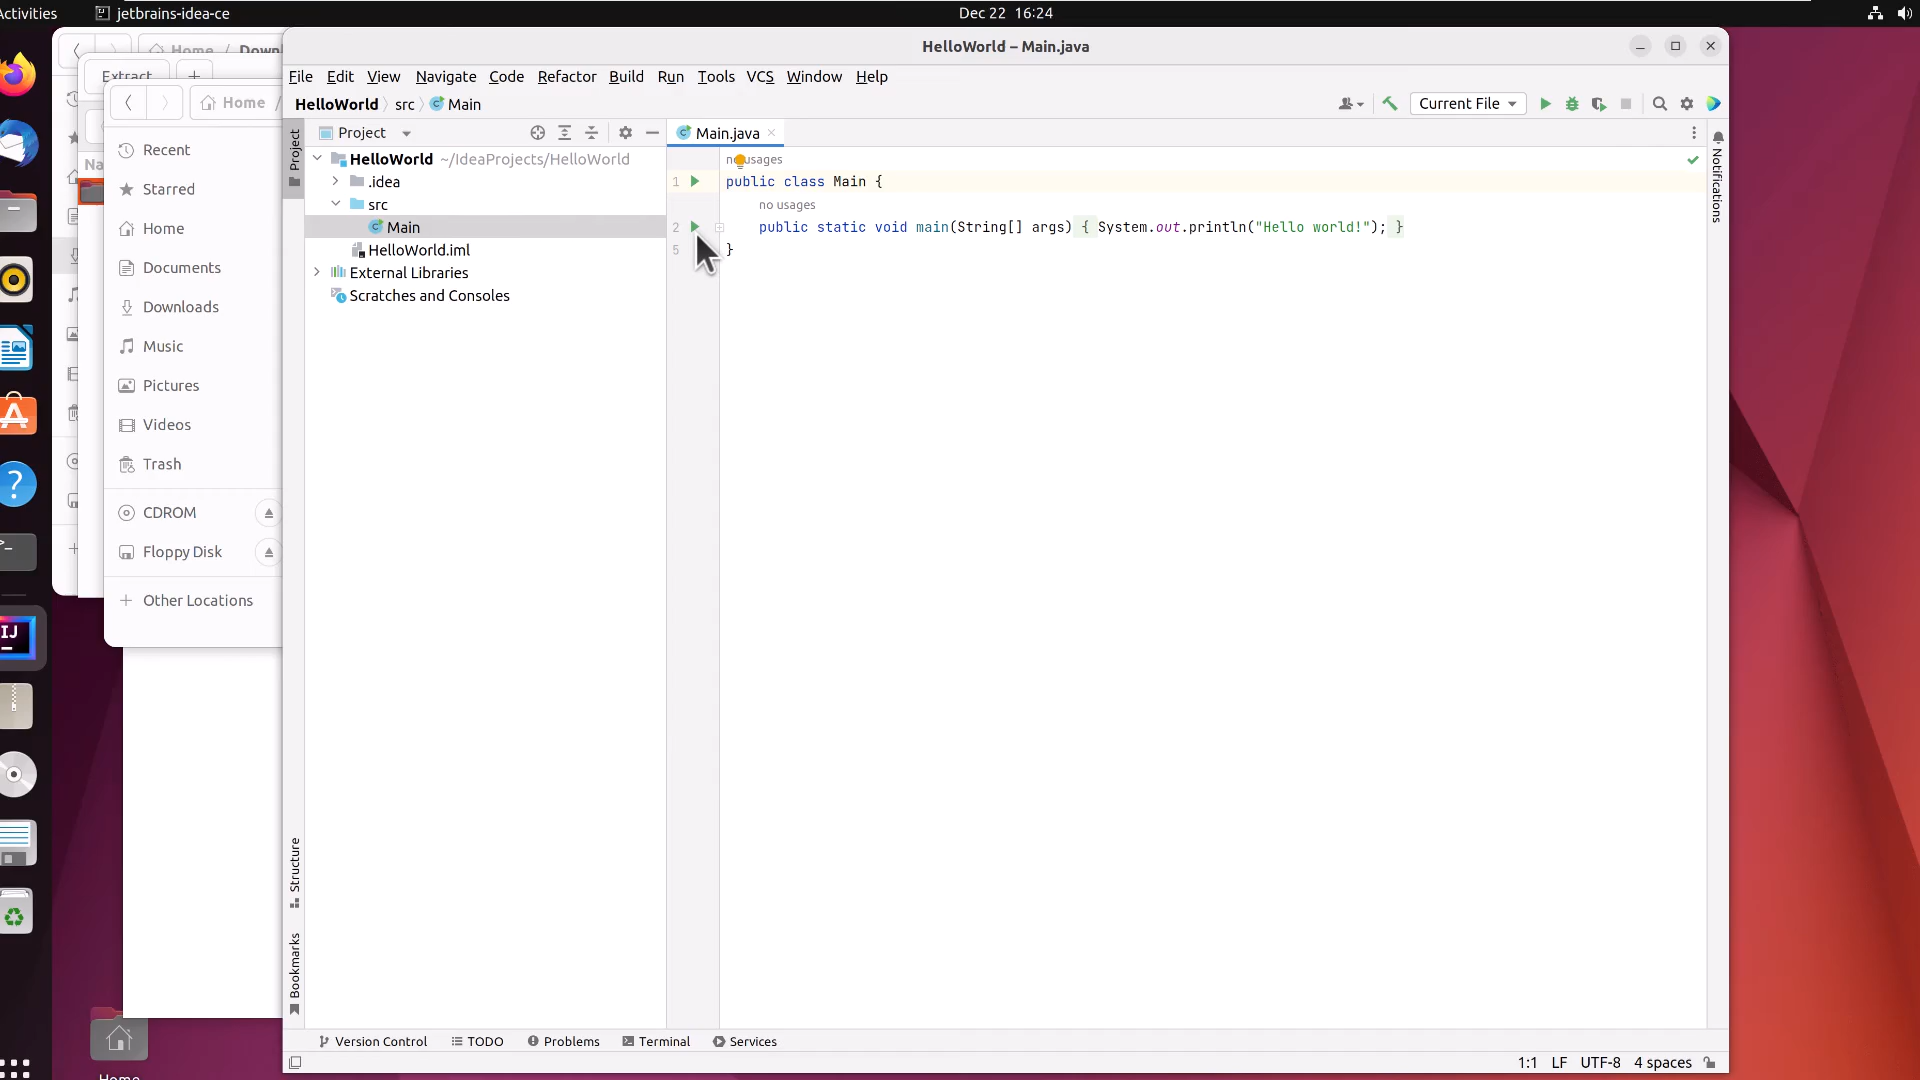 Activities
jetbrains-idea-ce
Dec 22 16:24
Home / Down
Extract
Na
Home /
Recent
Starred
Home
Documents
Downloads
Music
Pictures
Videos
Trash
CDROM
Floppy Disk
Other Locations
Home
HelloWorld – Main.java
File Edit View Navigate Code Refactor Build Run Tools VCS Window Help
HelloWorld src Main
Current File
Project
Project
HelloWorld ~/IdeaProjects/HelloWorld
.idea
src
Main
HelloWorld.iml
External Libraries
Scratches and Consoles
Structure
Bookmarks
Main.java
usages
1 public class Main {
no usages
2 public static void main(String[] args) { System.out.println("Hello world!"); }
5 }
Notifications
Version Control TODO Problems Terminal Services
1:1 LF UTF-8 4 spaces
IJ